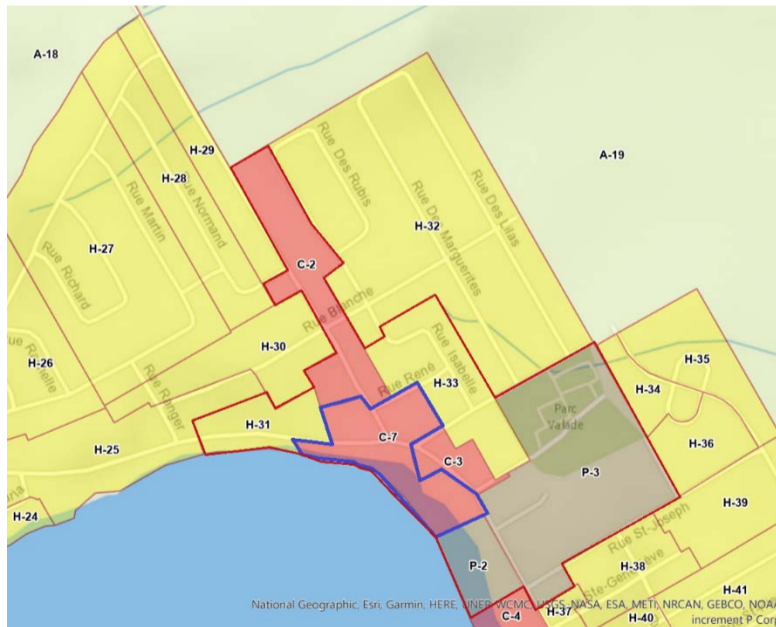 A-18
H-29
H-28
Rue Des Rubis
A-19
Rue Normand
Rue Martin
Rue Des Marguerites
Rue Des Lilas
H-32
H-27
C-2
Rue Richard
Rue Blanche
H-30
Rue Isabelle
H-35
H-26
Rue Ranger
Rue René
H-33
H-34
Parc
Valade
H-31
C-7
H-25
C-3
H-36
P-3
H-24
H-39
Rue St-Joseph
P-2
H-38
Ste-Geneviève
H-41
H-37
H-40
C-4
National Geographic, Esri, Garmin, HERE, UNEP-WCMC, USGS, NASA, ESA, METI, NRCAN, GEBCO, NOAA
increment P Corp